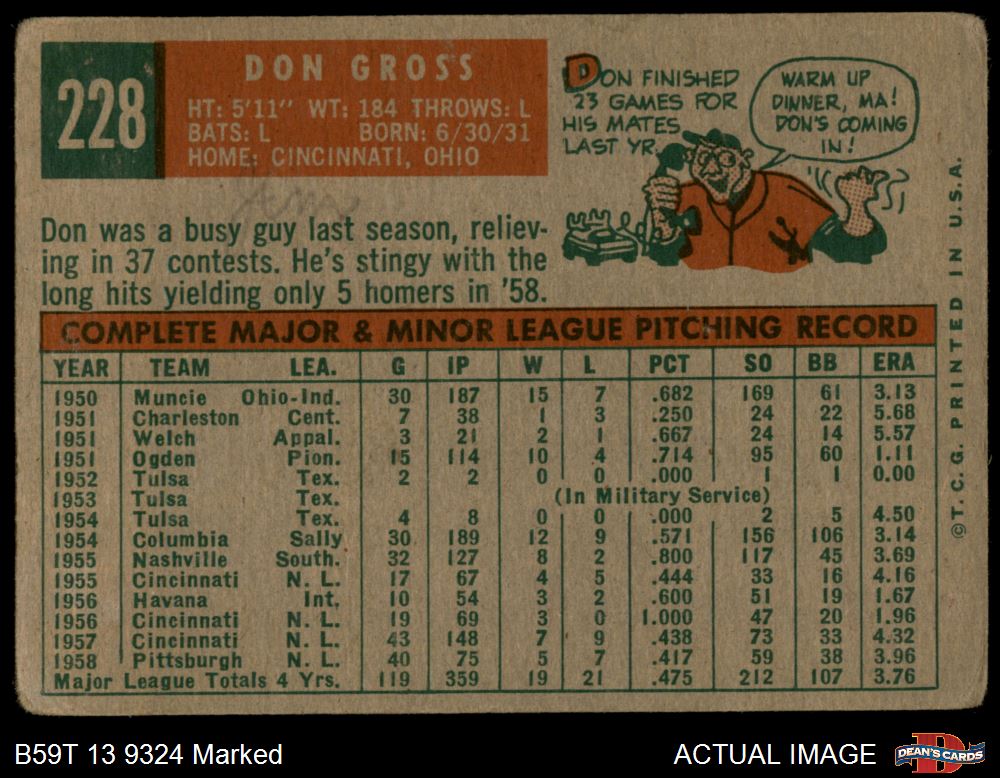 228
DON GROSS
HT: 5'11" WT: 184 THROWS: L
BATS: L BORN: 6/30/31
HOME: CINCINNATI, OHIO
DON FINISHED
23 GAMES FOR
HIS MATES
LAST YR.
WARM UP
DINNER, MA!
DON'S COMING
IN!
Don was a busy guy last season, reliev-
ing in 37 contests. He's stingy with the
long hits yielding only 5 homers in '58.
COMPLETE MAJOR & MINOR LEAGUE PITCHING RECORD
YEAR TEAM LEA. G IP W L PCT SO BB ERA
1950 Muncie Ohio-Ind. 30 187 15 7 .682 169 61 3.13
1951 Charleston Cent. 7 38 1 3 .250 24 22 5.68
1951 Welch Appal. 3 21 2 1 .667 24 14 5.57
1951 Ogden Pion. 15 114 10 4 .714 95 60 1.11
1952 Tulsa Tex. 2 2 0 0 .000 1 1 0.00
1953 Tulsa Tex. (In Military Service)
1954 Tulsa Tex. 4 8 0 0 .000 2 5 4.50
1954 Columbia Sally 30 189 12 9 .571 156 106 3.14
1955 Nashville South. 32 127 8 2 .800 117 45 3.69
1955 Cincinnati N. L. 17 67 4 5 .444 33 16 4.16
1956 Havana Int. 10 54 3 2 .600 51 19 1.67
1956 Cincinnati N. L. 19 69 3 0 1.000 47 20 1.96
1957 Cincinnati N. L. 43 148 7 9 .438 73 33 4.32
1958 Pittsburgh N. L. 40 75 5 7 .417 59 38 3.96
Major League Totals 4 Yrs. 119 359 19 21 .475 212 107 3.76
©T. C. G. PRINTED IN U.S.A.
B59T 13 9324 Marked
ACTUAL IMAGE
DEAN'S CARDS